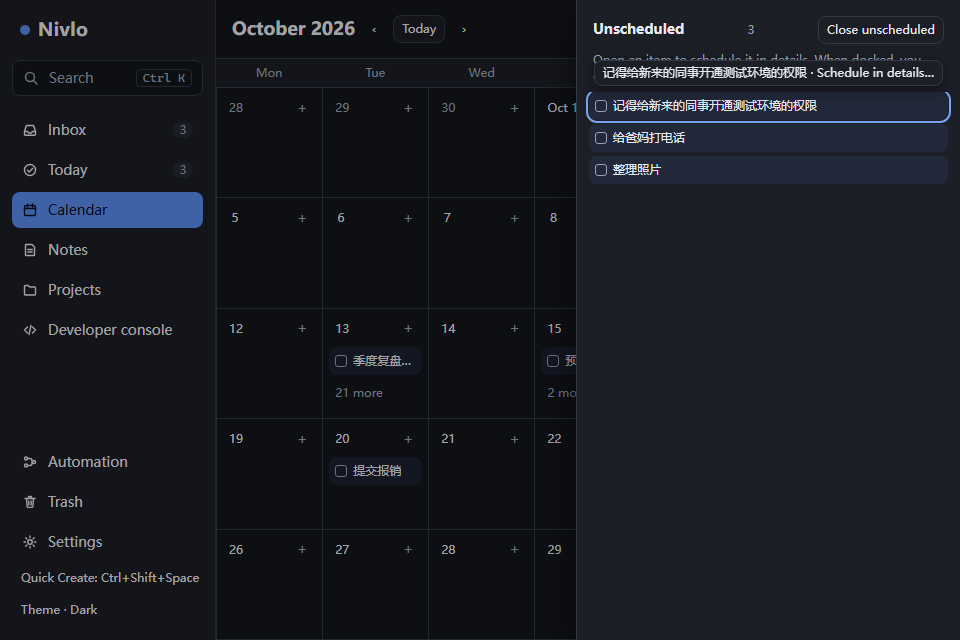 Nivlo
Search
Ctrl K
Inbox
3
Today
3
Calendar
Notes
Projects
Developer console
Automation
Trash
Settings
Quick Create: Ctrl+Shift+Space
Theme · Dark
October 2026
‹
Today
›
Mon
Tue
Wed
28 +
29 +
30 +
Oct 1
5 +
6 +
7 +
8
12 +
13 +
14 +
15
季度复盘...
预
21 more
2 mo
19 +
20 +
21 +
22
提交报销
26 +
27 +
28 +
29
Unscheduled
3
Close unscheduled
Open an item to schedule it in details. When docked, you
记得给新来的同事开通测试环境的权限 · Schedule in details...
记得给新来的同事开通测试环境的权限
给爸妈打电话
整理照片